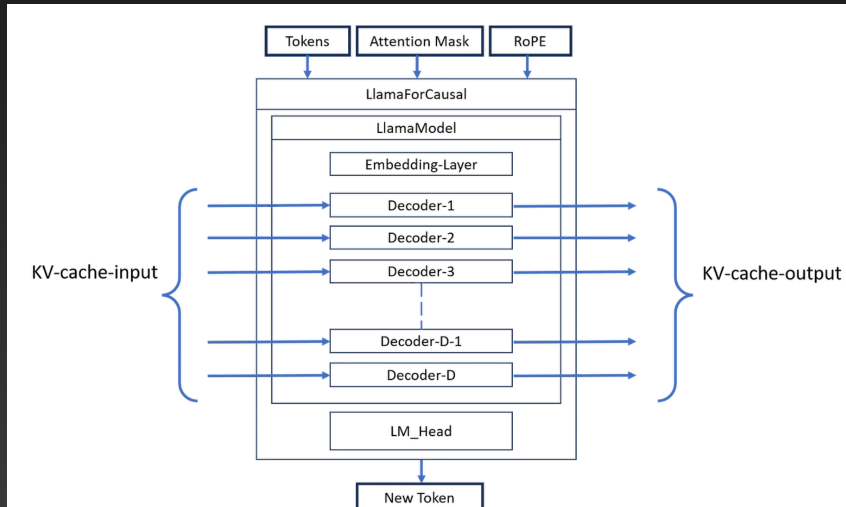 Tokens
Attention Mask
RoPE
LlamaForCausal
LlamaModel
Embedding-Layer
Decoder-1
Decoder-2
Decoder-3
KV-cache-input
KV-cache-output
Decoder-D-1
Decoder-D
LM_Head
New Token